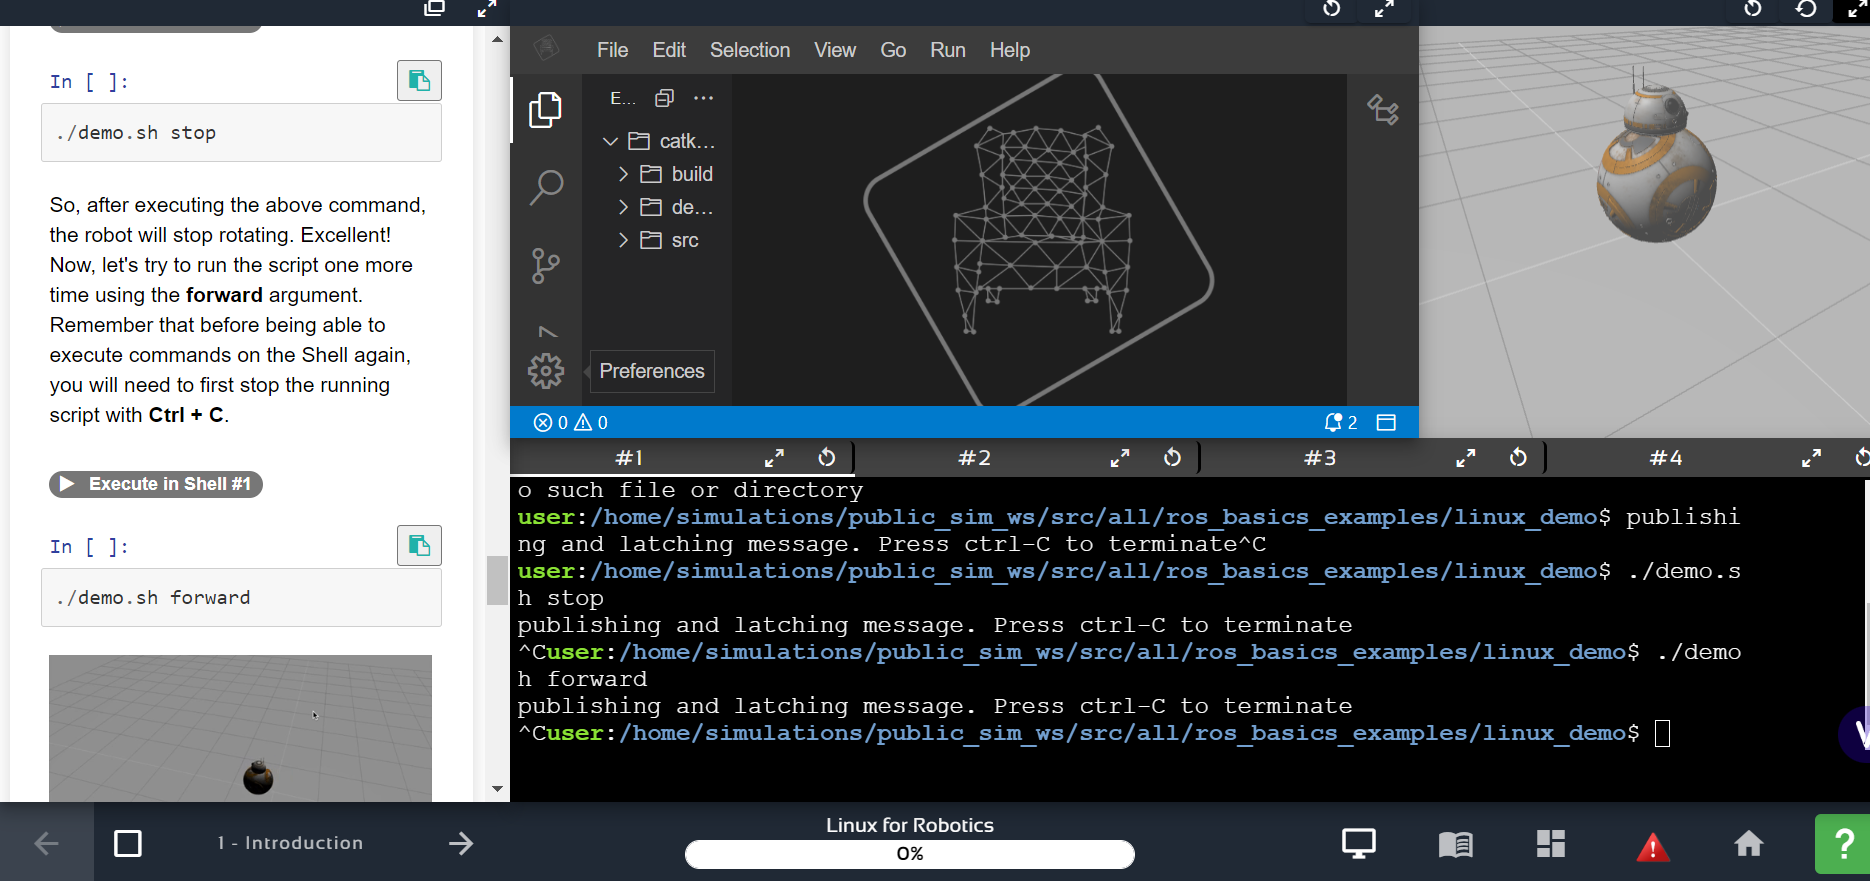 In [ ]:
./demo.sh stop
So, after executing the above command,
the robot will stop rotating. Excellent!
Now, let's try to run the script one more
time using the forward argument.
Remember that before being able to
execute commands on the Shell again,
you will need to first stop the running
script with Ctrl + C.
Execute in Shell #1
In [ ]:
./demo.sh forward
File Edit Selection View Go Run Help
E...
catk...
build
de...
src
Preferences
0 0
2
#1 #2 #3 #4
o such file or directory
user:/home/simulations/public_sim_ws/src/all/ros_basics_examples/linux_demo$ publishi
ng and latching message. Press ctrl-C to terminate^C
user:/home/simulations/public_sim_ws/src/all/ros_basics_examples/linux_demo$ ./demo.s
h stop
publishing and latching message. Press ctrl-C to terminate
^Cuser:/home/simulations/public_sim_ws/src/all/ros_basics_examples/linux_demo$ ./demo
h forward
publishing and latching message. Press ctrl-C to terminate
^Cuser:/home/simulations/public_sim_ws/src/all/ros_basics_examples/linux_demo$
1 - Introduction
Linux for Robotics
0%
?